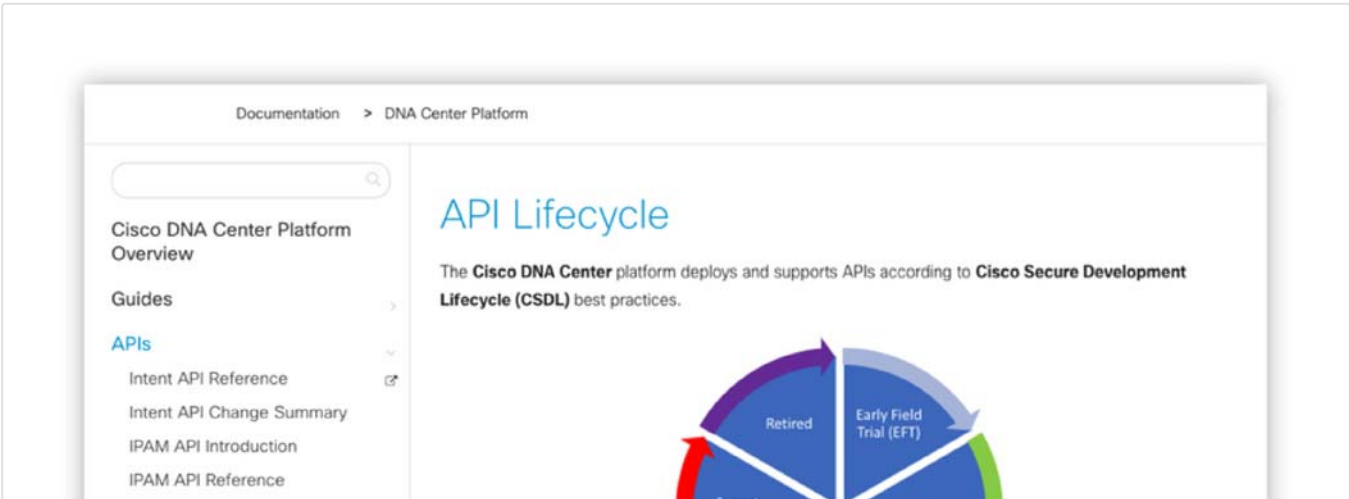 Documentation > DNA Center Platform
Cisco DNA Center Platform
Overview
Guides
APIs
Intent API Reference
Intent API Change Summary
IPAM API Introduction
IPAM API Reference
API Lifecycle
The Cisco DNA Center platform deploys and supports APIs according to Cisco Secure Development
Lifecycle (CSDL) best practices.
Retired
Early Field
Trial (EFT)